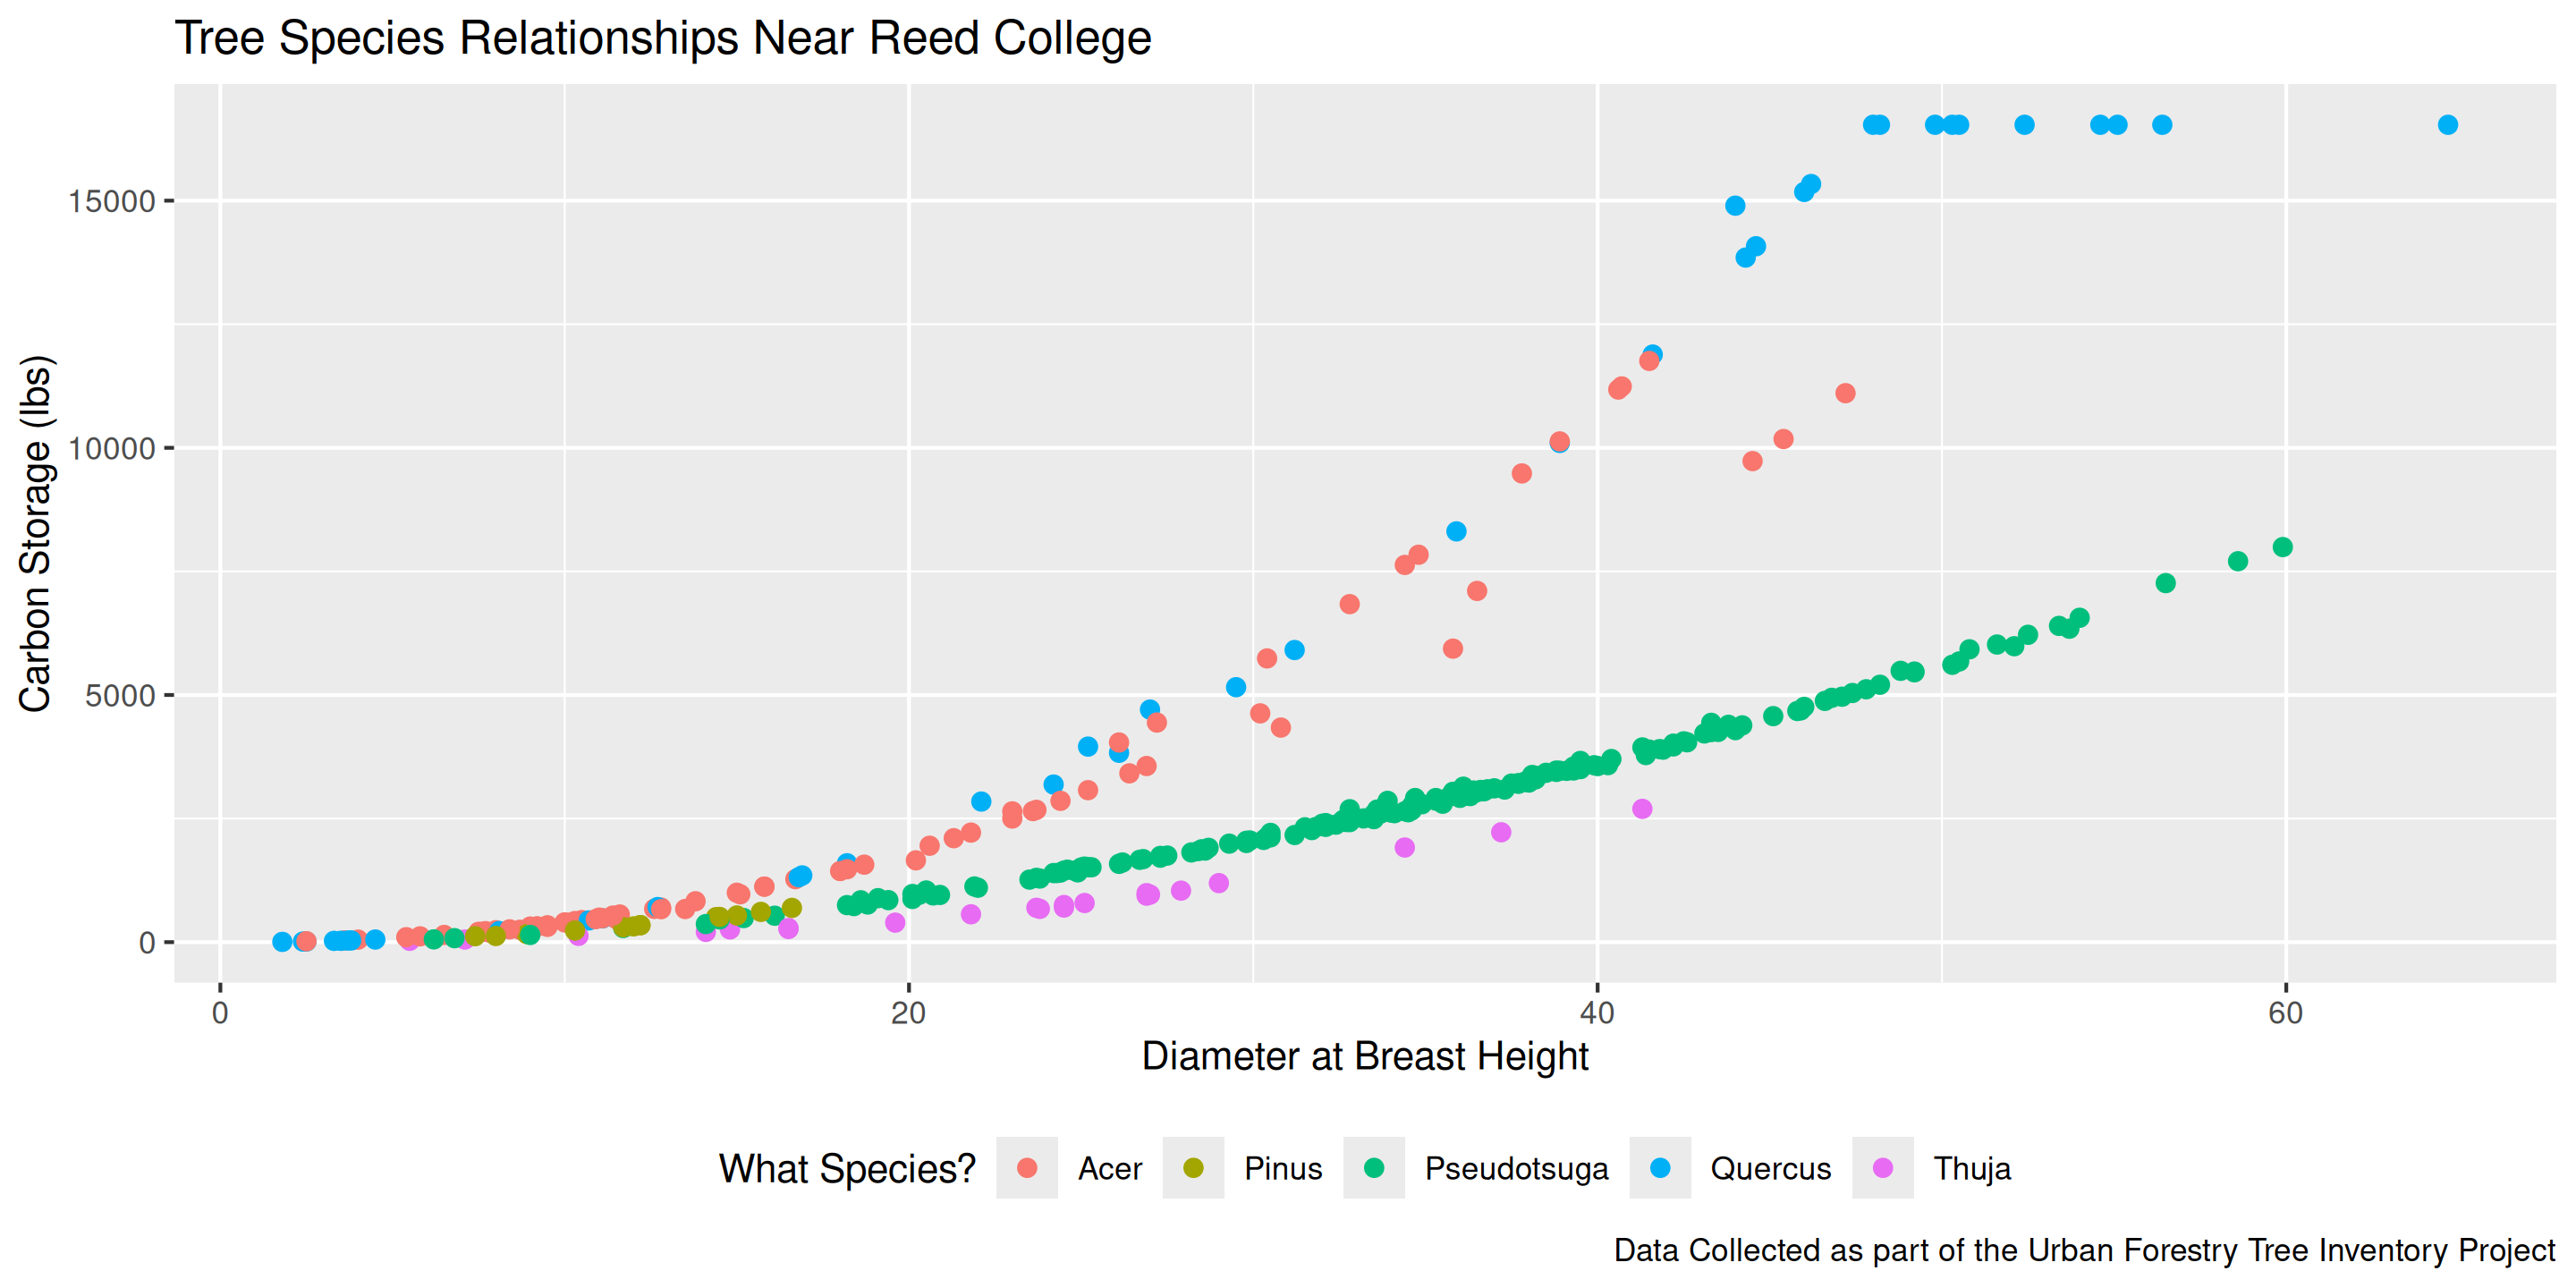 Tree Species Relationships Near Reed College
Carbon Storage (lbs)
15000
10000
5000
0
0 20 40 60
Diameter at Breast Height
What Species? Acer Pinus Pseudotsuga Quercus Thuja
Data Collected as part of the Urban Forestry Tree Inventory Project